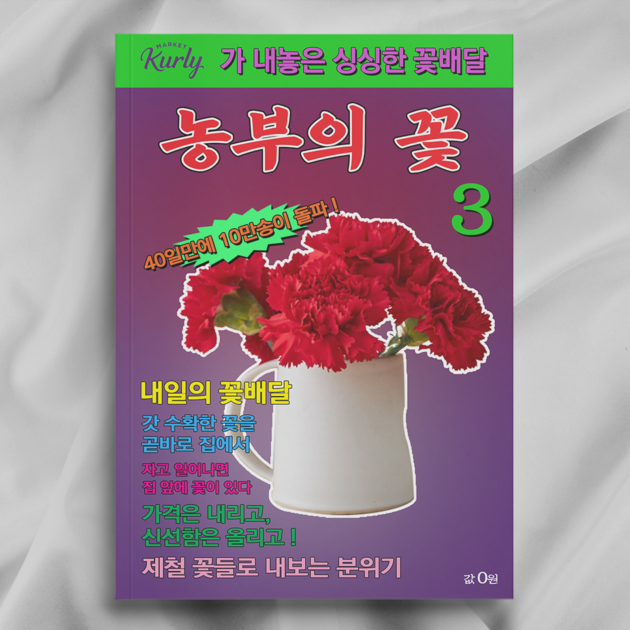 MARKET
Kurly 가 내놓은 싱싱한 꽃배달
농부의 꽃
3
40일만에 10만송이 돌파!
내일의 꽃배달
갓 수확한 꽃을
곧바로 집에서
자고 일어나면
집 앞에 꽃이 있다
가격은 내리고,
신선함은 올리고!
제철 꽃들로 내보는 분위기
값 0원